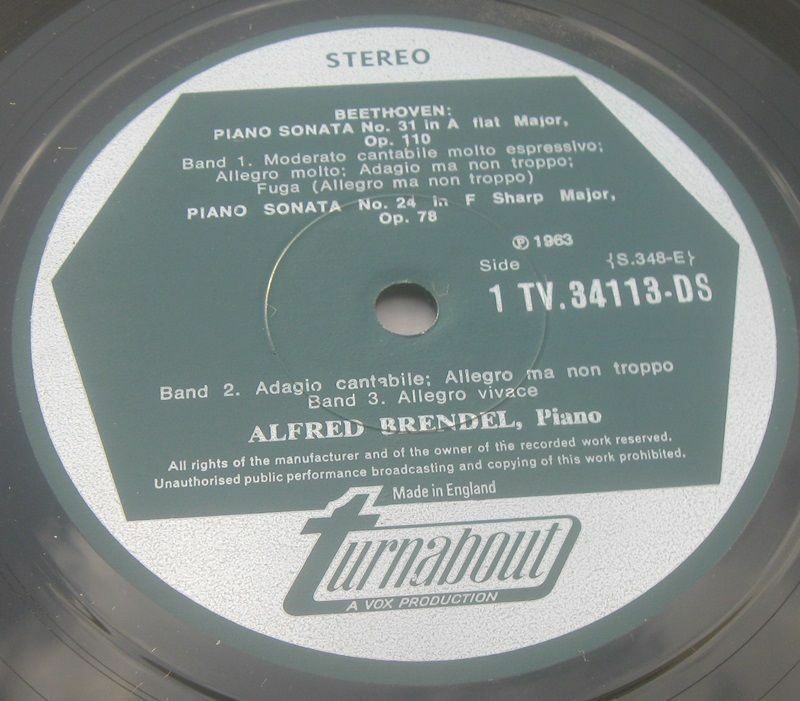 STEREO
BEETHOVEN:
PIANO SONATA No. 31 in A flat Major,
Op. 110
Band 1. Moderato cantabile molto espressivo;
Allegro molto; Adagio ma non troppo;
Fuga (Allegro ma non troppo)
PIANO SONATA No. 24 in F Sharp Major,
Op. 78
Ⓟ 1963
Side {S.348-E}
1 TV.34113-DS
Band 2. Adagio cantabile; Allegro ma non troppo
Band 3. Allegro vivace
ALFRED BRENDEL, Piano
All rights of the manufacturer and of the owner of the recorded work reserved.
Unauthorised public performance broadcasting and copying of this work prohibited.
Made in England
turnabout
A VOX PRODUCTION